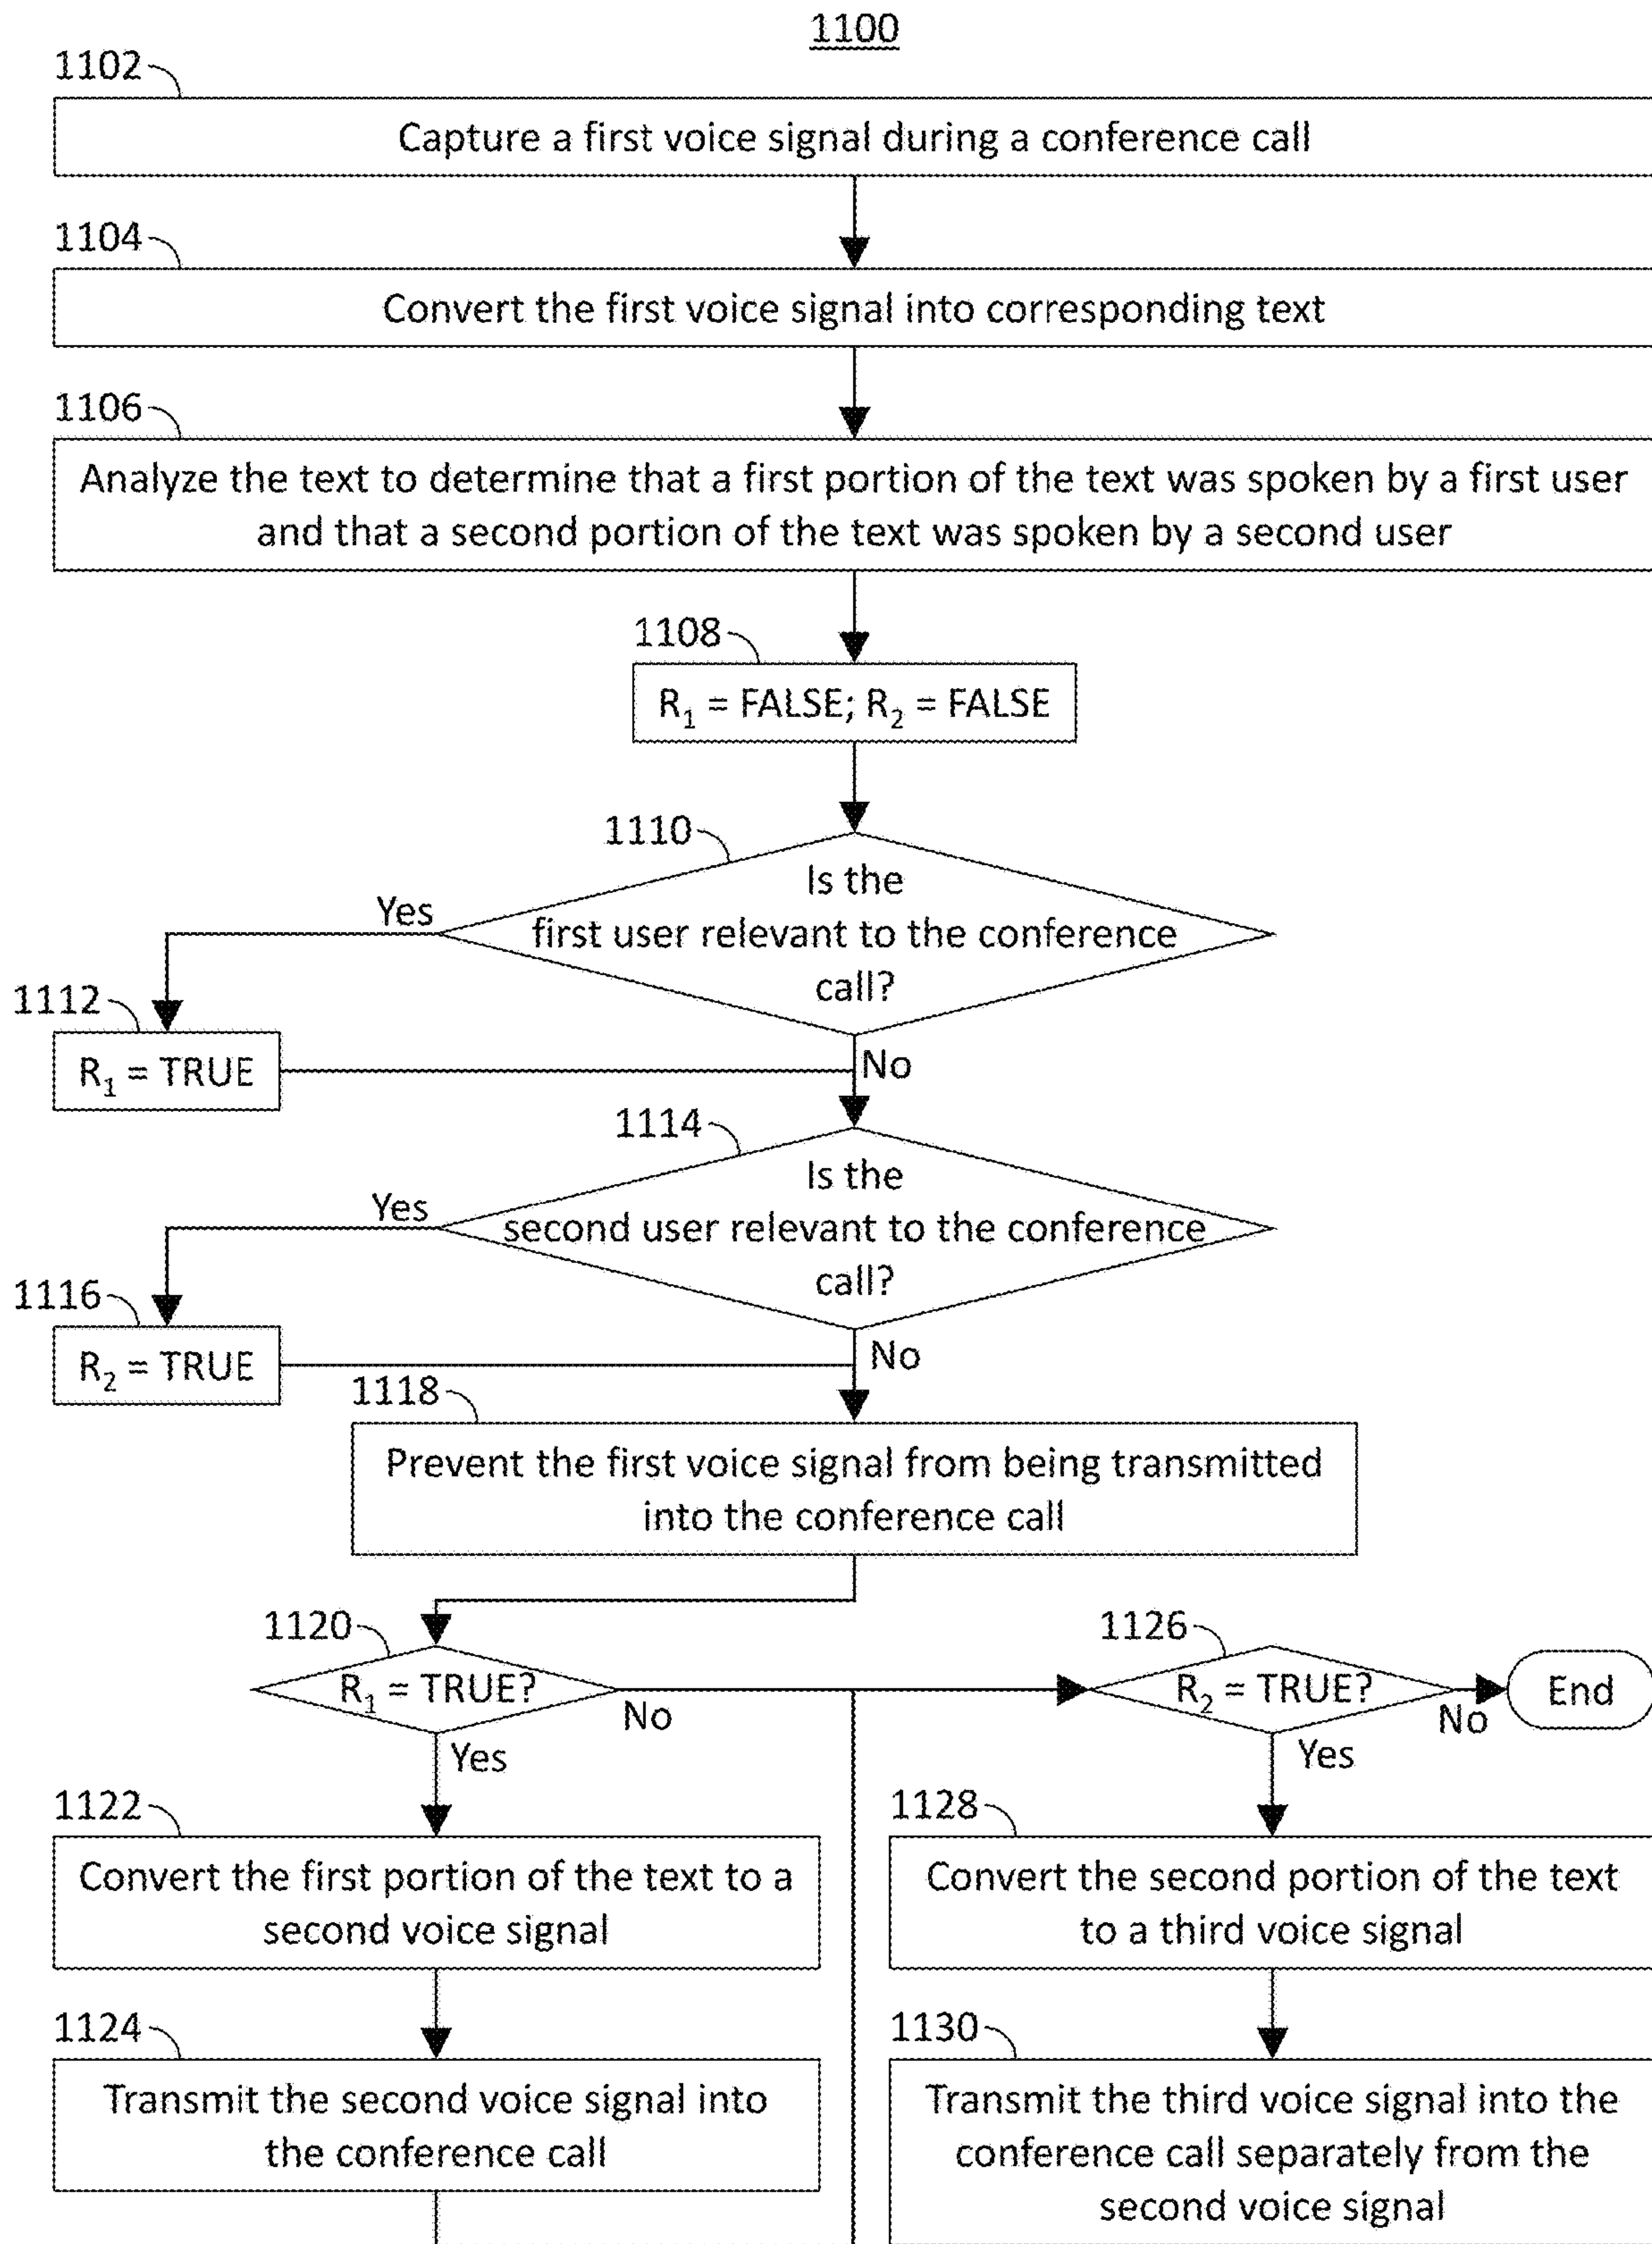 1100
1102
Capture a first voice signal during a conference call
1104
Convert the first voice signal into corresponding text
1106
Analyze the text to determine that a first portion of the text was spoken by a first user
and that a second portion of the text was spoken by a second user
1108
R₁ = FALSE; R₂ = FALSE
1110
Is the
first user relevant to the conference
call?
Yes
1112
R₁ = TRUE
No
1114
Is the
second user relevant to the conference
call?
Yes
1116
R₂ = TRUE
No
1118
Prevent the first voice signal from being transmitted
into the conference call
1120
R₁ = TRUE?
No
Yes
1126
R₂ = TRUE?
No
End
Yes
1122
Convert the first portion of the text to a
second voice signal
1124
Transmit the second voice signal into
the conference call
1128
Convert the second portion of the text
to a third voice signal
1130
Transmit the third voice signal into the
conference call separately from the
second voice signal